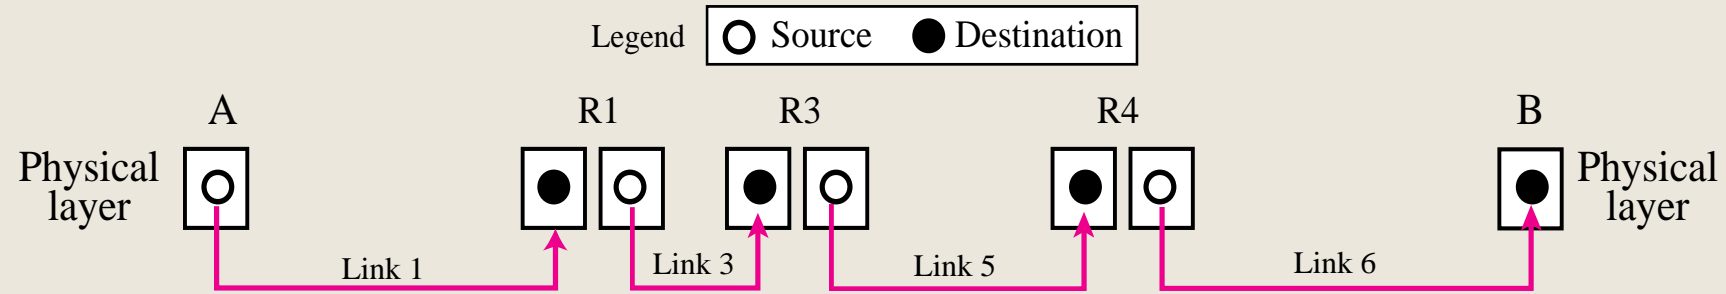 Legend Source Destination
A R1 R3 R4 B
Physical
layer
Physical
layer
Link 1 Link 3 Link 5 Link 6